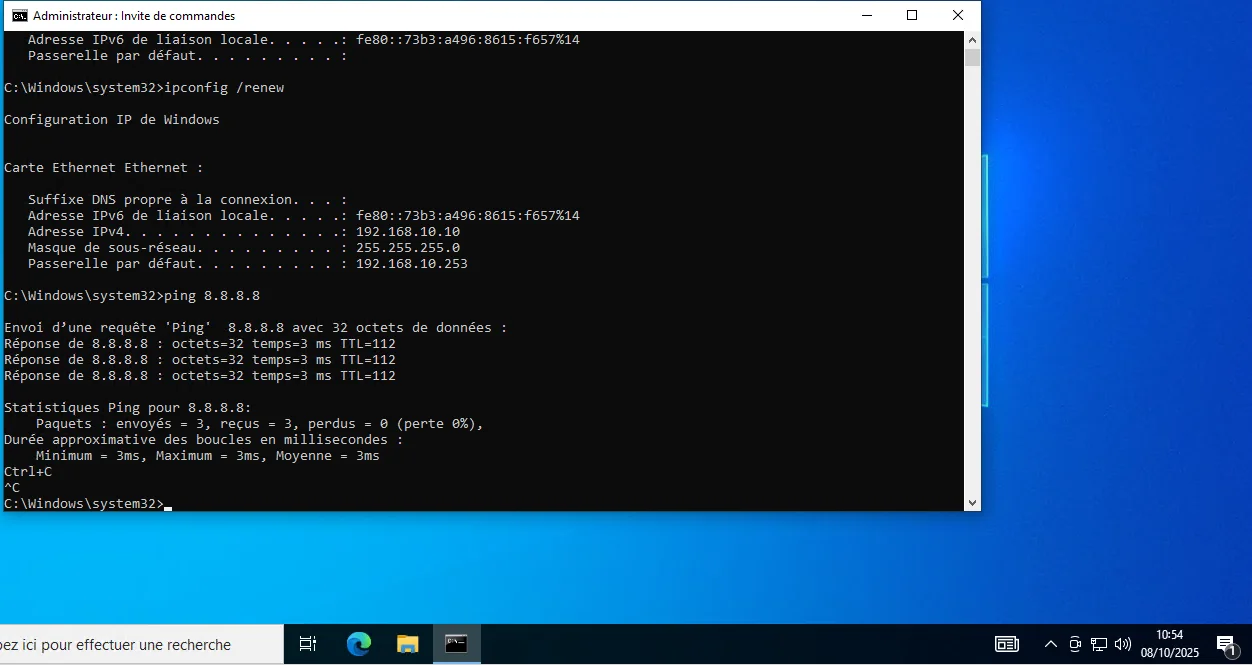 Administrateur : Invite de commandes
Adresse IPv6 de liaison locale. . . . .: fe80::73b3:a496:8615:f657%14
Passerelle par défaut. . . . . . . . . :
C:\Windows\system32>ipconfig /renew
Configuration IP de Windows
Carte Ethernet Ethernet :
Suffixe DNS propre à la connexion. . . :
Adresse IPv6 de liaison locale. . . . .: fe80::73b3:a496:8615:f657%14
Adresse IPv4. . . . . . . . . . . . . .: 192.168.10.10
Masque de sous-réseau. . . . . . . . . : 255.255.255.0
Passerelle par défaut. . . . . . . . . : 192.168.10.253
C:\Windows\system32>ping 8.8.8.8
Envoi d’une requête 'Ping'  8.8.8.8 avec 32 octets de données :
Réponse de 8.8.8.8 : octets=32 temps=3 ms TTL=112
Réponse de 8.8.8.8 : octets=32 temps=3 ms TTL=112
Réponse de 8.8.8.8 : octets=32 temps=3 ms TTL=112
Statistiques Ping pour 8.8.8.8:
Paquets : envoyés = 3, reçus = 3, perdus = 0 (perte 0%),
Durée approximative des boucles en millisecondes :
Minimum = 3ms, Maximum = 3ms, Moyenne = 3ms
Ctrl+C
^C
C:\Windows\system32>
pez ici pour effectuer une recherche
10:54
08/10/2025
1